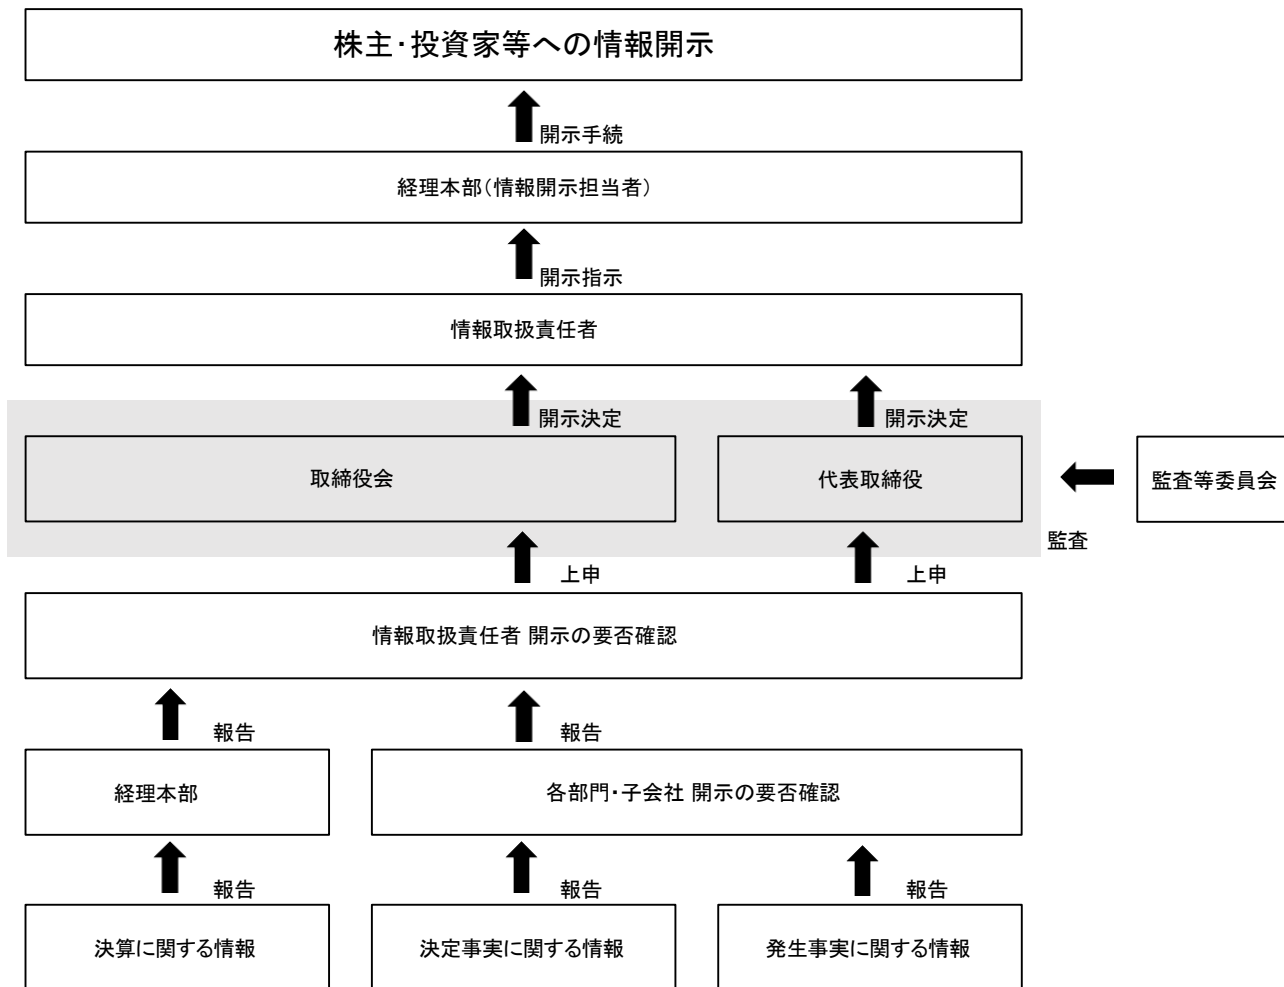 株主・投資家等への情報開示
開示手続
経理本部（情報開示担当者）
開示指示
情報取扱責任者
開示決定
開示決定
取締役会
代表取締役
監査等委員会
監査
上申
上申
情報取扱責任者 開示の要否確認
報告
報告
経理本部
各部門・子会社 開示の要否確認
報告
報告
報告
決算に関する情報
決定事実に関する情報
発生事実に関する情報